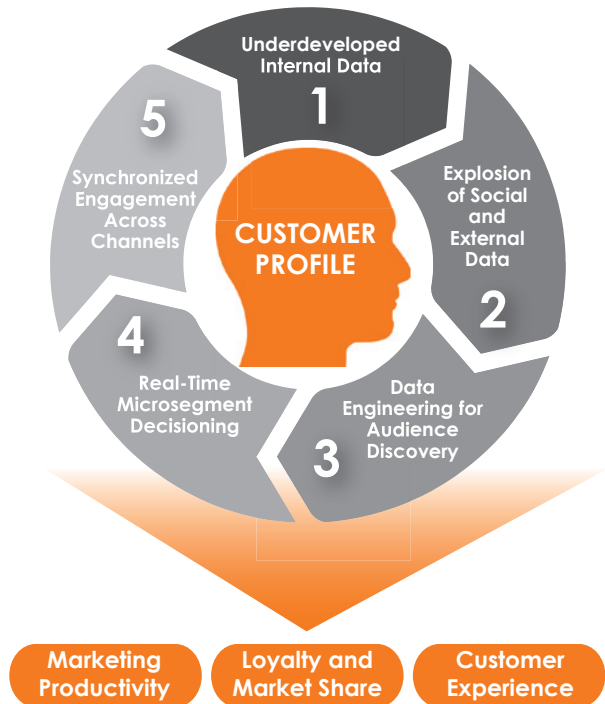 Underdeveloped
Internal Data
1
Explosion
of Social
and
External
Data
2
Data
Engineering for
Audience
Discovery
3
Real-Time
Microsegment
Decisioning
4
5
Synchronized
Engagement
Across
Channels
CUSTOMER
PROFILE
Marketing
Productivity
Loyalty and
Market Share
Customer
Experience